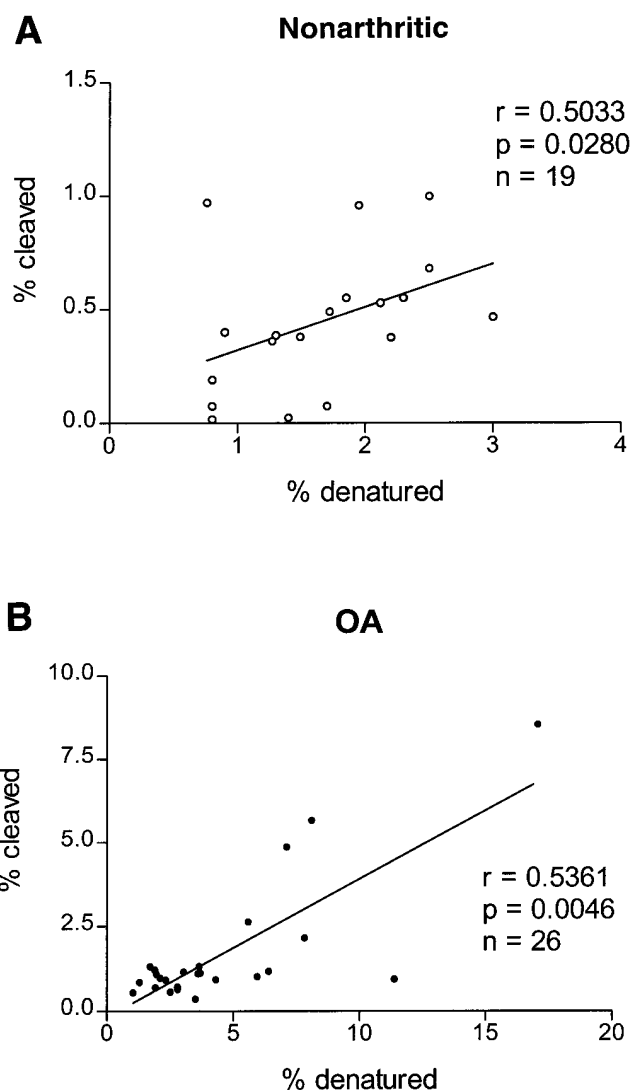 A
Nonarthritic
1.5
1.0
0.5
0.0
% cleaved
r = 0.5033
p = 0.0280
n = 19
0 1 2 3 4
% denatured
B
OA
10.0
7.5
5.0
2.5
0.0
% cleaved
r = 0.5361
p = 0.0046
n = 26
0 5 10 15 20
% denatured